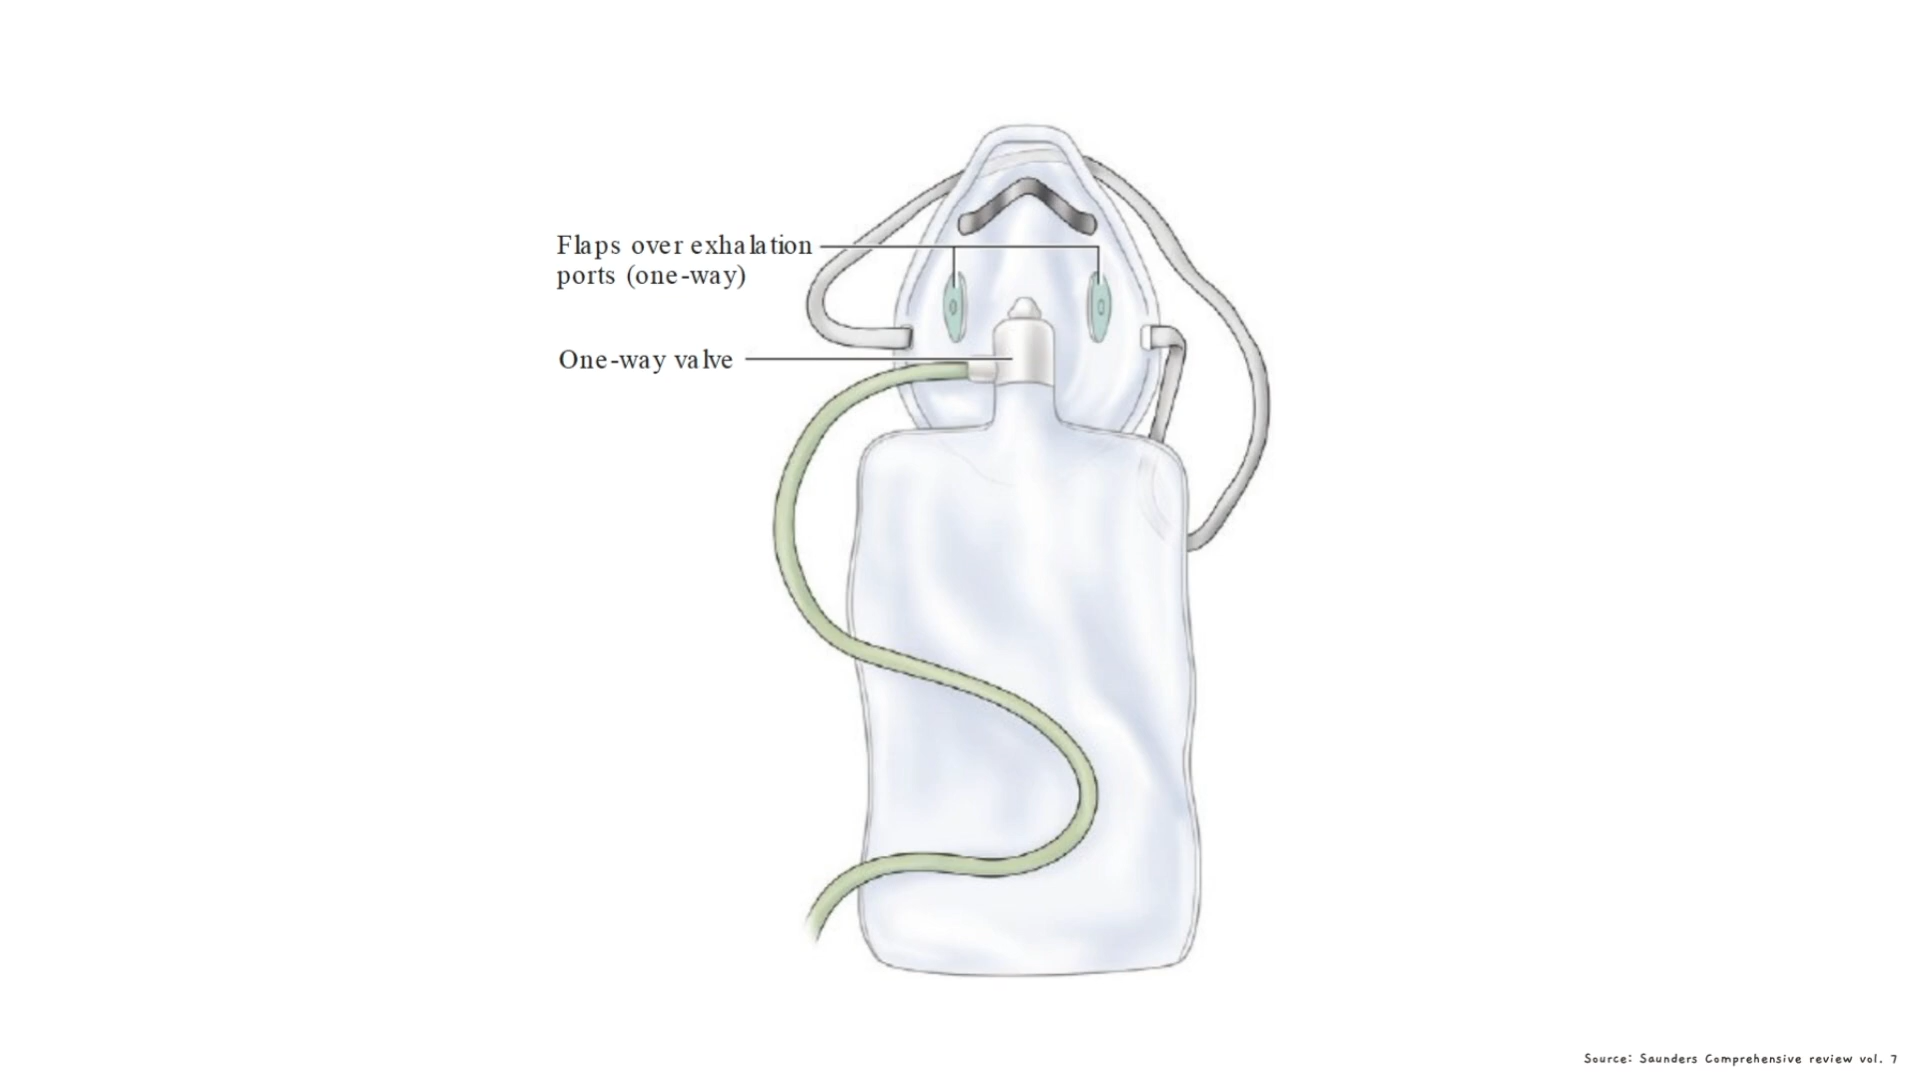 Flaps over exhalation
ports (one-way)
One-way valve
Source: Saunders Comprehensive review vol. 7